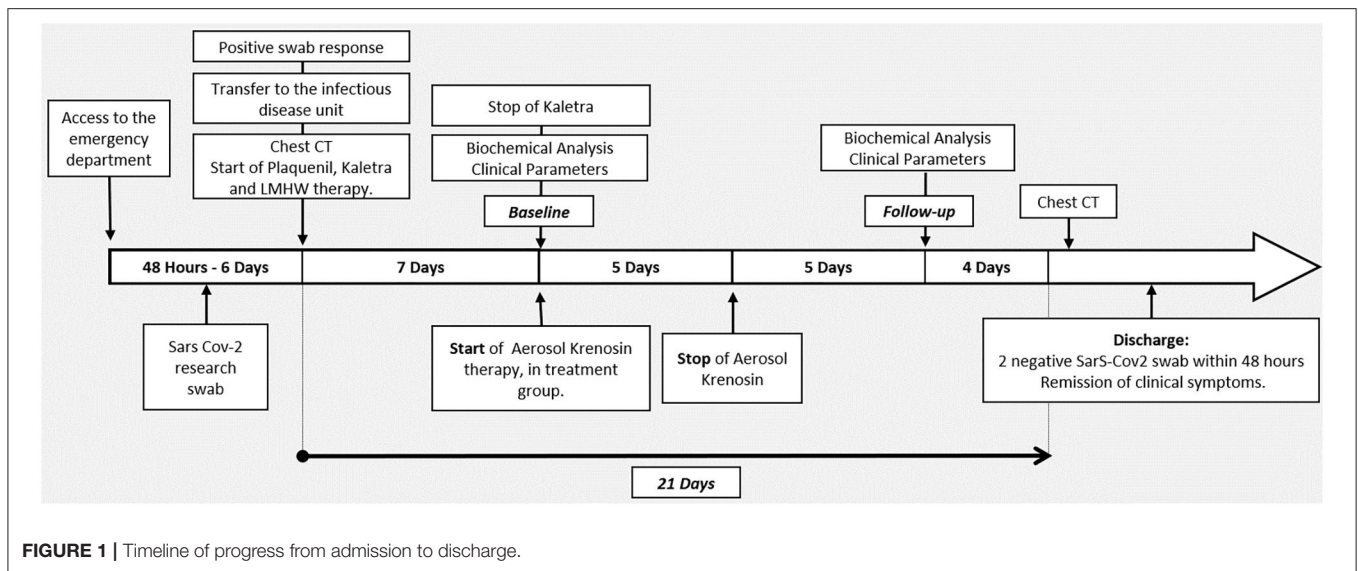 Access to the
emergency
department
Positive swab response
Transfer to the infectious
disease unit
Chest CT
Start of Plaquenil, Kaletra
and LMHW therapy.
Stop of Kaletra
Biochemical Analysis
Clinical Parameters
Baseline
Biochemical Analysis
Clinical Parameters
Follow-up
Chest CT
48 Hours - 6 Days
7 Days
5 Days
5 Days
4 Days
Sars Cov-2
research
swab
Start of Aerosol Krenosin
therapy, in treatment
group.
Stop of Aerosol
Krenosin
Discharge:
2 negative SarS-Cov2 swab within 48 hours
Remission of clinical symptoms.
21 Days
FIGURE 1 | Timeline of progress from admission to discharge.